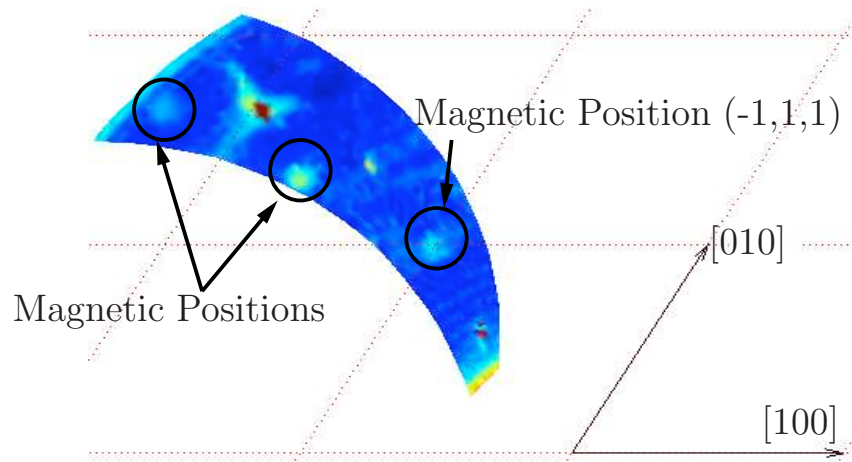 Magnetic Position (-1,1,1)
[010]
Magnetic Positions
[100]